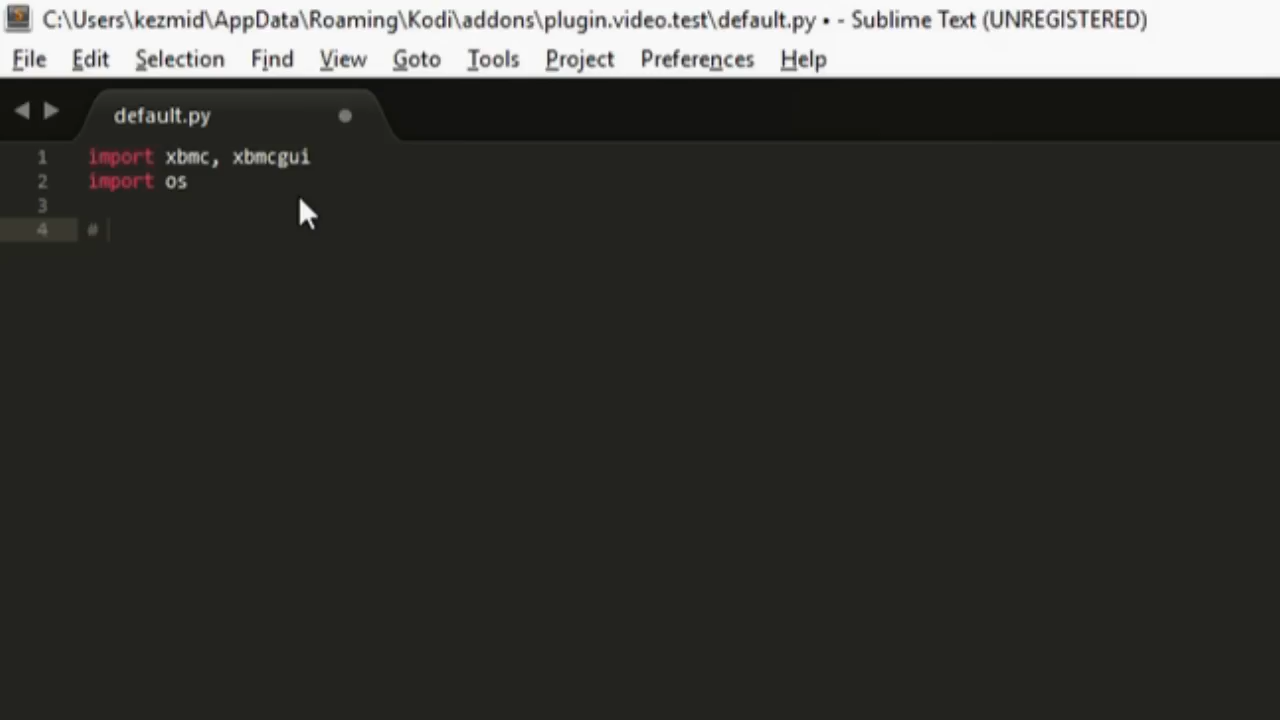 C:\Users\kezmid\AppData\Roaming\Kodi\addons\plugin.video.test\default.py • - Sublime Text (UNREGISTERED)
File Edit Selection Find View Goto Tools Project Preferences Help
default.py
1 import xbmc, xbmcgui
2 import os
3
4 #